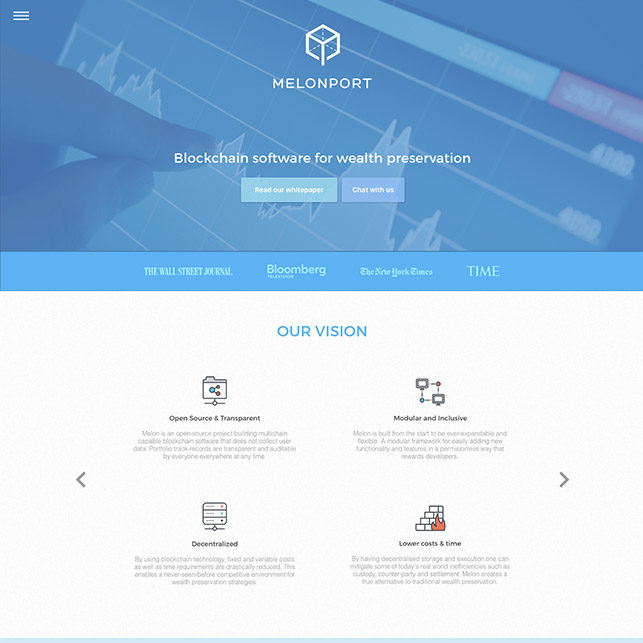 MELONPORT
Blockchain software for wealth preservation
Read our whitepaper
Chat with us
THE WALL STREET JOURNAL
Bloomberg
TELEVISION
The New York Times
TIME
OUR VISION
Open Source & Transparent
Melon is an open-source project building multichain
capable blockchain software that does not collect user
data. Portfolio track-records are transparent and auditable
by everyone everywhere at any time.
Modular and Inclusive
Melon is built from the start to be ever-expandable and
flexible. A modular framework for easily adding new
functionality and features in a permisonless way that
rewards developers.
Decentralized
By using blockchain technology, fixed and variable costs
as well as time requirements are drastically reduced. This
enables a never-seen-before competitive environment for
wealth preservation strategies.
Lower costs & time
By having decentralised storage and execution one can
mitigate some of today's real world inefficiencies such as
custody, counter-party and settlement. Melon creates a
true alternative to traditional wealth preservation.